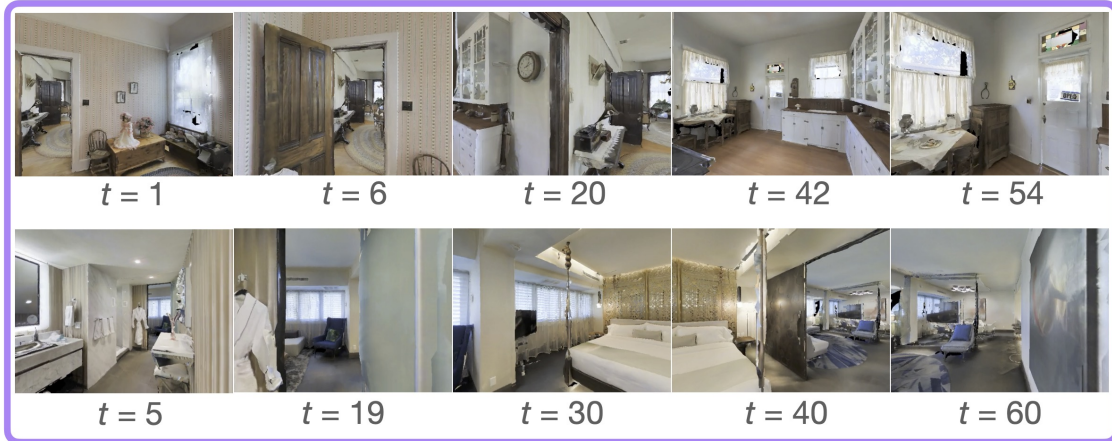 t = 1
t = 6
t = 20
t = 42
t = 54
t = 5
t = 19
t = 30
t = 40
t = 60